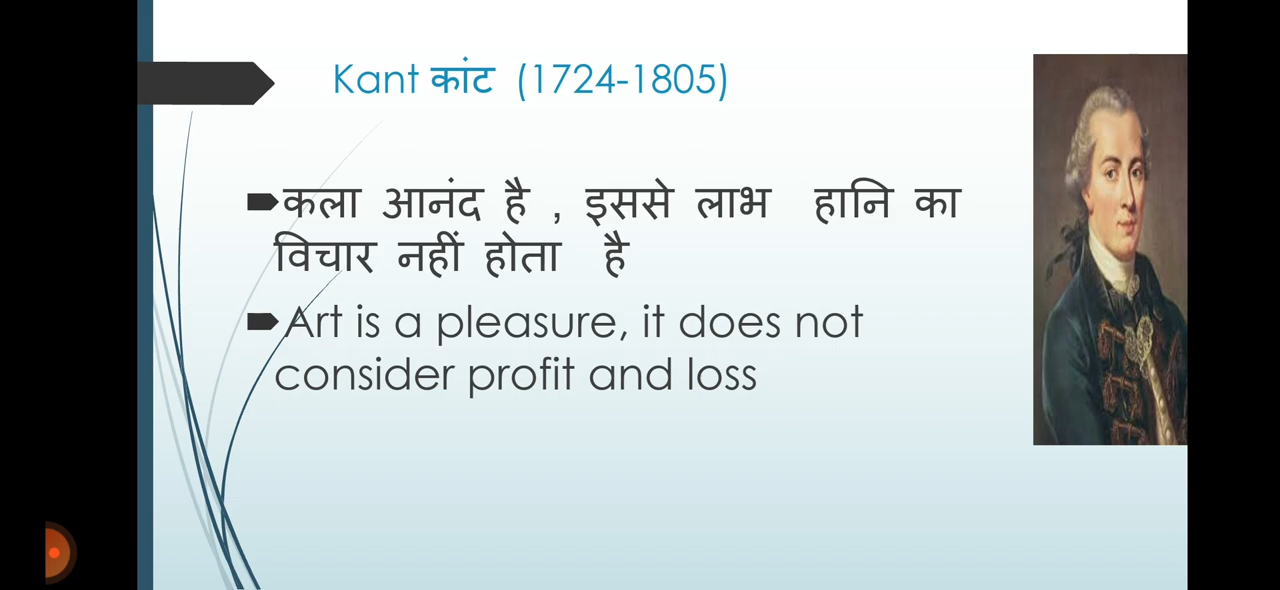 Kant कांट (1724-1805)
कला आनंद है , इससे लाभ हानि का
विचार नहीं होता है
Art is a pleasure, it does not
consider profit and loss